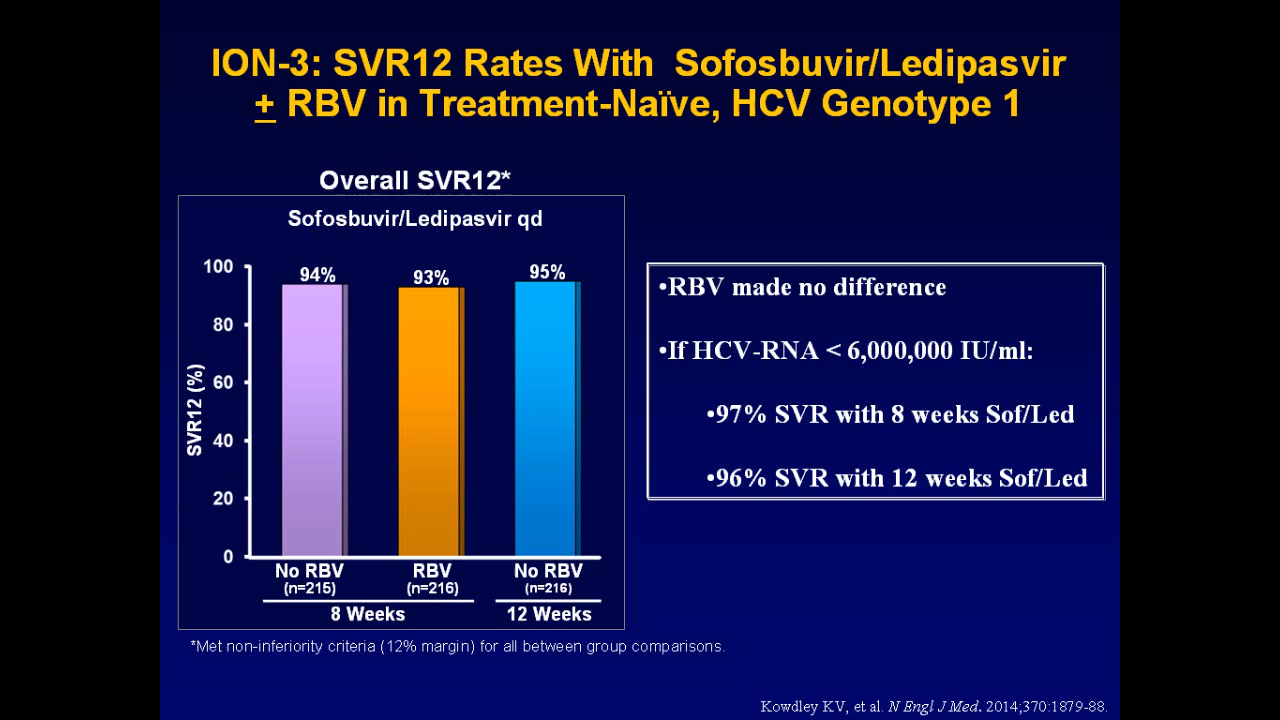 ION-3: SVR12 Rates With Sofosbuvir/Ledipasvir
± RBV in Treatment-Naïve, HCV Genotype 1
Overall SVR12*
Sofosbuvir/Ledipasvir qd
SVR12 (%)
100
80
60
40
20
0
94%
93%
95%
No RBV
(n=215)
RBV
(n=216)
No RBV
(n=216)
8 Weeks
12 Weeks
•RBV made no difference
•If HCV-RNA < 6,000,000 IU/ml:
•97% SVR with 8 weeks Sof/Led
•96% SVR with 12 weeks Sof/Led
*Met non-inferiority criteria (12% margin) for all between group comparisons.
Kowdley KV, et al. N Engl J Med. 2014;370:1879-88.